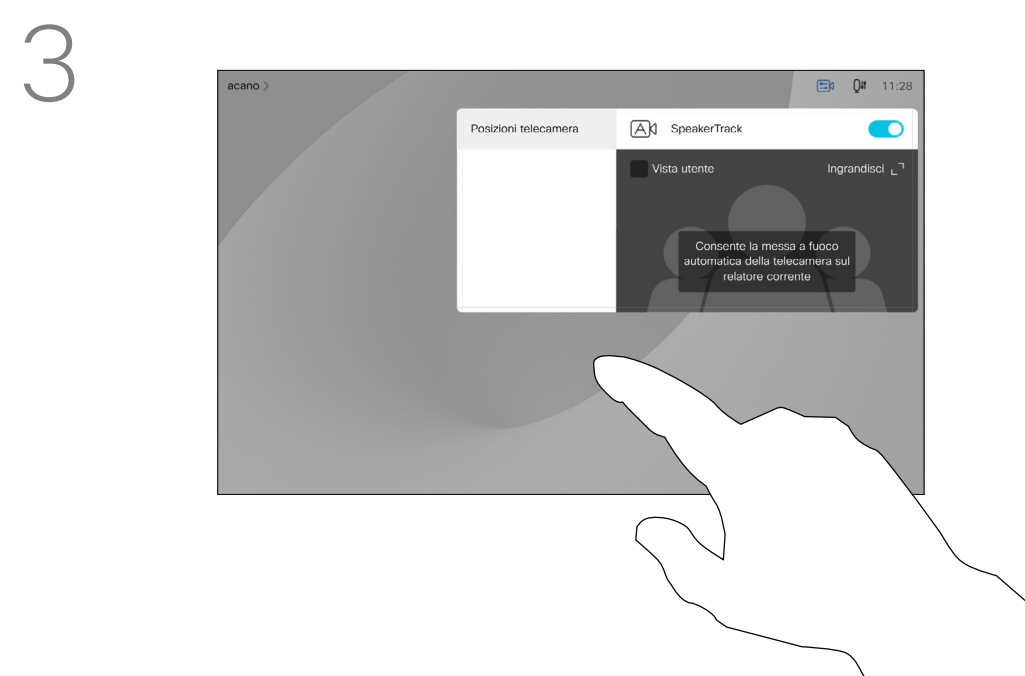 3
acano >
11:28
Posizioni telecamera
SpeakerTrack
Vista utente
Ingrandisci
Consente la messa a fuoco
automatica della telecamera sul
relatore corrente